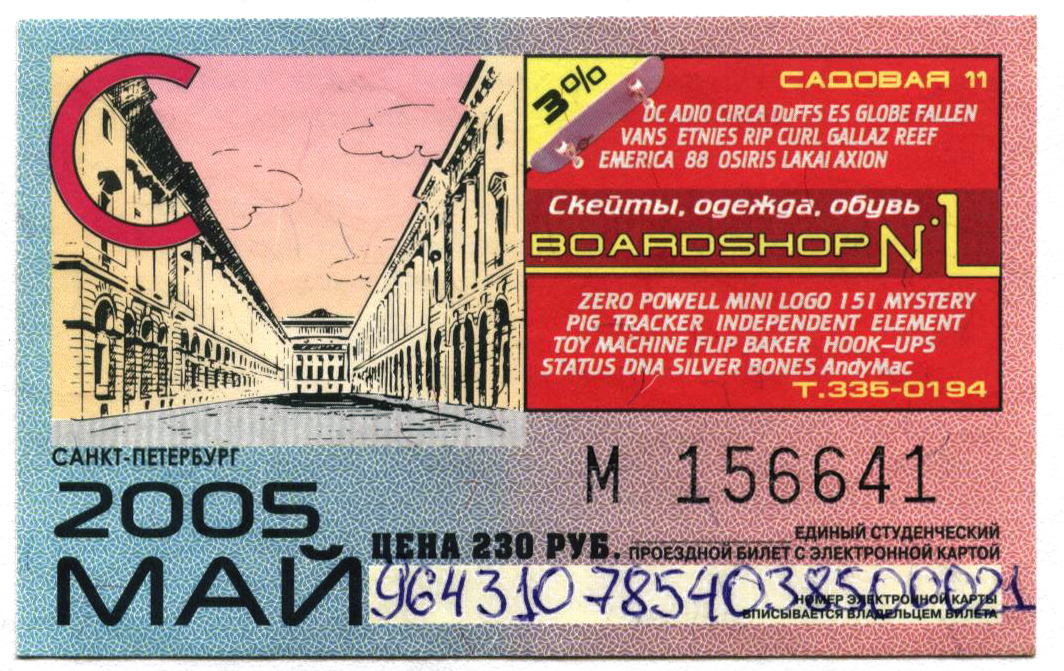 С
3%
САДОВАЯ 11
DC ADIO CIRCA DuFFS ES GLOBE FALLEN
VANS ETNIES RIP CURL GALLAZ REEF
EMERICA 88 OSIRIS LAKAI AXION
Скейты, одежда, обувь
BOARDSHOP N.1
ZERO POWELL MINI LOGO 151 MYSTERY
PIG TRACKER INDEPENDENT ELEMENT
TOY MACHINE FLIP BAKER HOOK-UPS
STATUS DNA SILVER BONES AndyMac
Т.335-0194
САНКТ-ПЕТЕРБУРГ
2005
МАЙ
М 156641
ЦЕНА 230 РУБ.
ЕДИНЫЙ СТУДЕНЧЕСКИЙ
ПРОЕЗДНОЙ БИЛЕТ С ЭЛЕКТРОННОЙ КАРТОЙ
96431078540385000021
НОМЕР ЭЛЕКТРОННОЙ КАРТЫ
ВПИСЫВАЕТСЯ ВЛАДЕЛЬЦЕМ БИЛЕТА